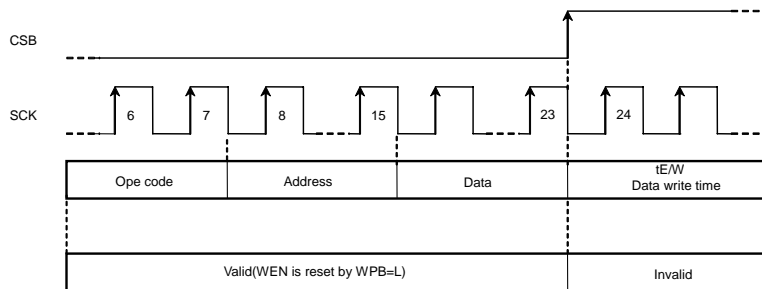 CSB
SCK
6 7 8 15 23 24
Ope code Address Data tE/W
Data write time
Valid(WEN is reset by WPB=L) Invalid